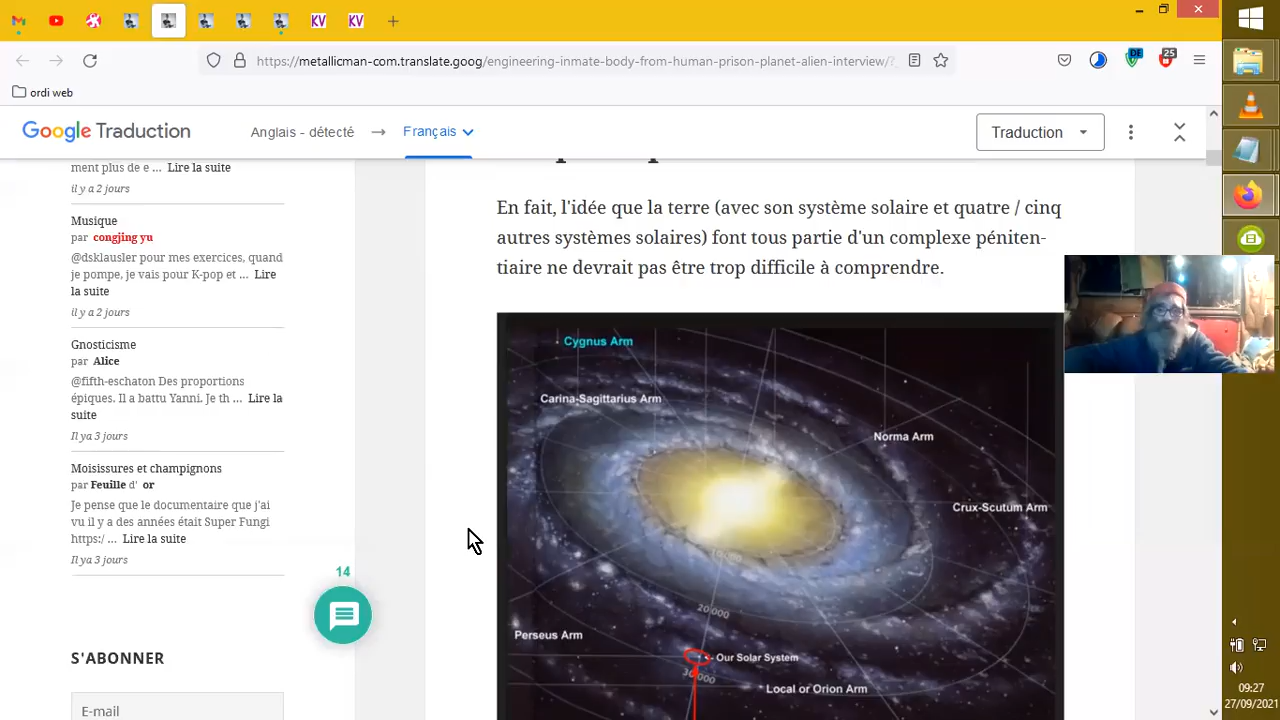 KV
KV
https://metallicman-com.translate.goog/engineering-inmate-body-from-human-prison-planet-alien-interview/?_
DE
25
ordi web
Google Traduction
Anglais - détecté
Français
Traduction
ment plus de e ... Lire la suite
il y a 2 jours
Musique
par congjing yu
@dsklausler pour mes exercices, quand
je pompe, je vais pour K-pop et ... Lire
la suite
il y a 2 jours
Gnosticisme
par Alice
@fifth-eschaton Des proportions
épiques. Il a battu Yanni. Je th ... Lire la
suite
Il ya 3 jours
Moisissures et champignons
par Feuille d' or
Je pense que le documentaire que j'ai
vu il y a des années était Super Fungi
https:/ ... Lire la suite
Il ya 3 jours
14
S'ABONNER
E-mail
En fait, l'idée que la terre (avec son système solaire et quatre / cinq
autres systèmes solaires) font tous partie d'un complexe péniten-
tiaire ne devrait pas être trop difficile à comprendre.
Cygnus Arm
Carina-Sagittarius Arm
Norma Arm
Crux-Scutum Arm
20 000
Perseus Arm
Our Solar System
30 000
Local or Orion Arm
09:27
27/09/2021